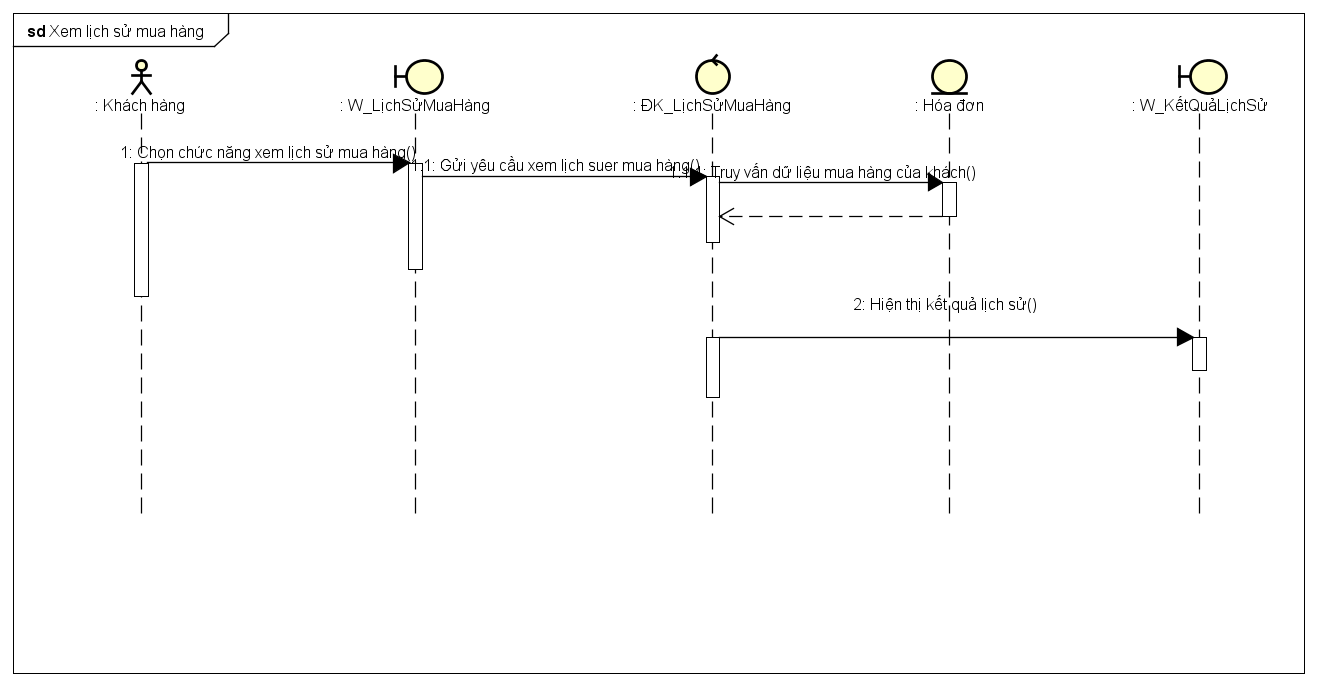 sd Xem lịch sử mua hàng
: Khách hàng
: W_LịchSửMuaHàng
: ĐK_LịchSửMuaHàng
: Hóa đơn
: W_KếtQuảLịchSử
1: Chọn chức năng xem lịch sử mua hàng()
1: Gửi yêu cầu xem lịch suer mua hàng()
Truy vấn dữ liệu mua hàng của khách()
2: Hiện thị kết quả lịch sử()